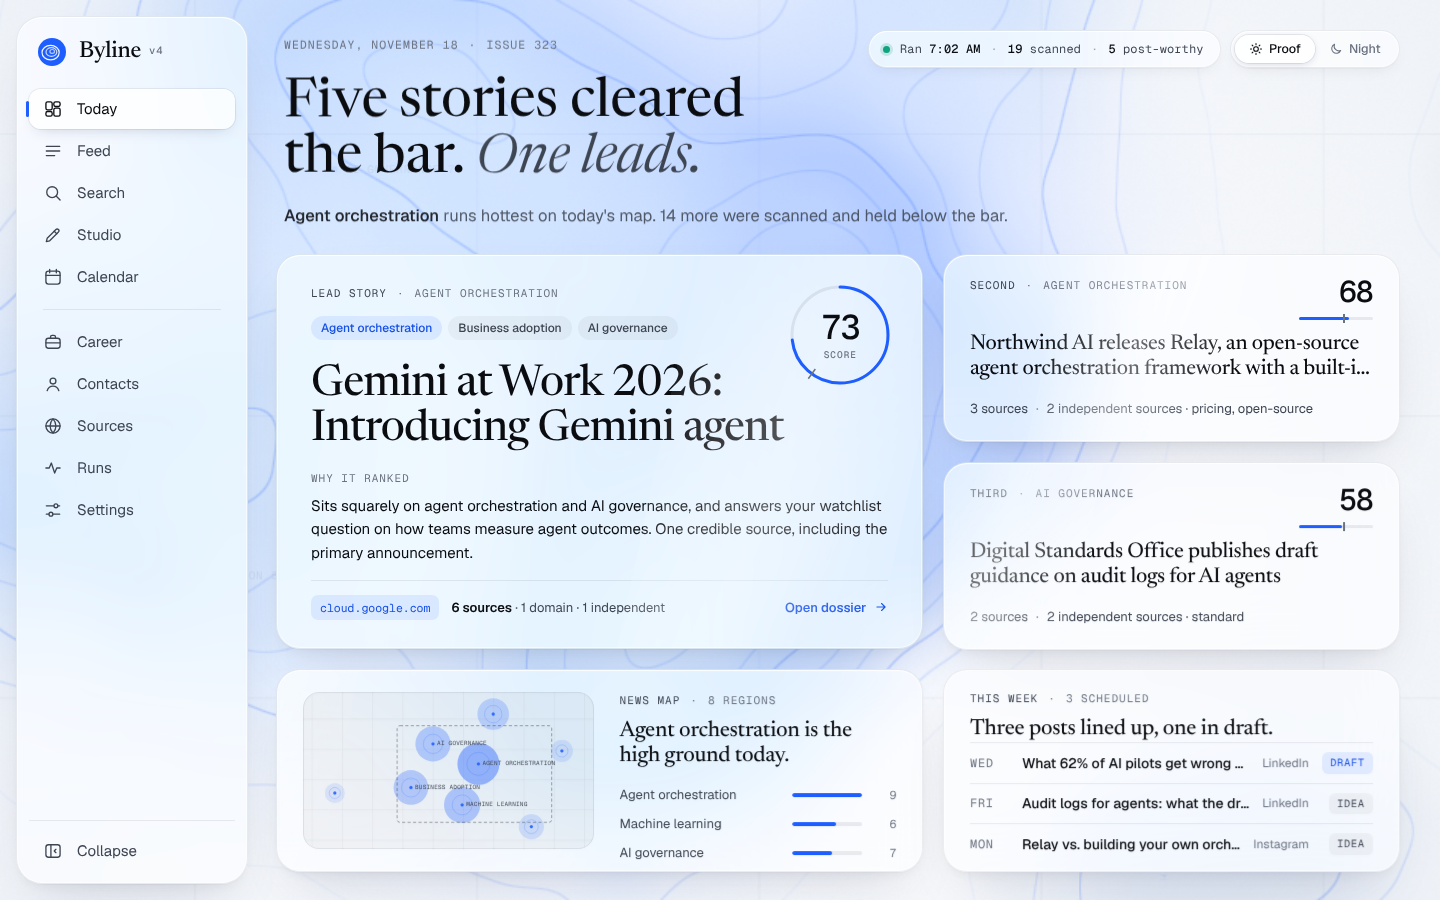 Byline v4
Today
Feed
Search
Studio
Calendar
Career
Contacts
Sources
Runs
Settings
Collapse
WEDNESDAY, NOVEMBER 18 · ISSUE 323
Five stories cleared
the bar. One leads.
Agent orchestration runs hottest on today's map. 14 more were scanned and held below the bar.
Ran 7:02 AM · 19 scanned · 5 post-worthy
Proof
Night
LEAD STORY · AGENT ORCHESTRATION
Agent orchestration
Business adoption
AI governance
73
SCORE
Gemini at Work 2026:
Introducing Gemini agent
WHY IT RANKED
Sits squarely on agent orchestration and AI governance, and answers your watchlist
question on how teams measure agent outcomes. One credible source, including the
primary announcement.
cloud.google.com 6 sources · 1 domain · 1 independent
Open dossier →
SECOND · AGENT ORCHESTRATION
68
Northwind AI releases Relay, an open-source
agent orchestration framework with a built-i...
3 sources · 2 independent sources · pricing, open-source
THIRD · AI GOVERNANCE
58
Digital Standards Office publishes draft
guidance on audit logs for AI agents
2 sources · 2 independent sources · standard
AI GOVERNANCE
AGENT ORCHESTRATION
BUSINESS ADOPTION
MACHINE LEARNING
NEWS MAP · 8 REGIONS
Agent orchestration is the
high ground today.
Agent orchestration 9
Machine learning 6
AI governance 7
THIS WEEK · 3 SCHEDULED
Three posts lined up, one in draft.
WED What 62% of AI pilots get wrong ... LinkedIn DRAFT
FRI Audit logs for agents: what the dr... LinkedIn IDEA
MON Relay vs. building your own orch... Instagram IDEA